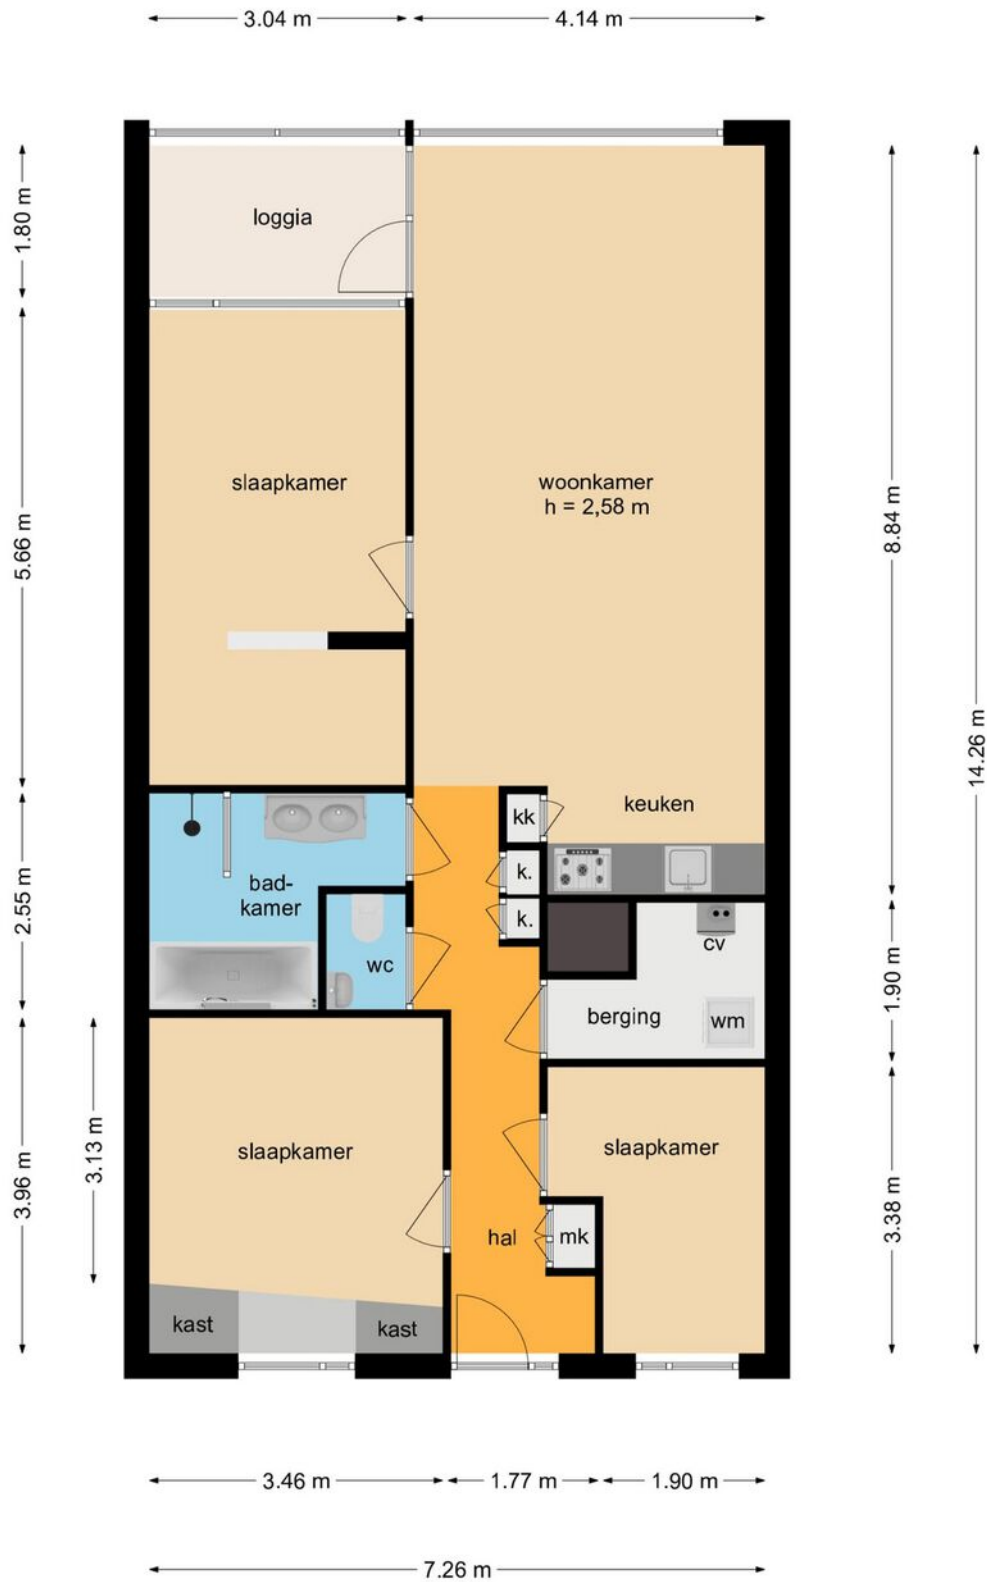 3.04 m
4.14 m
1.80 m
loggia
5.66 m
slaapkamer
woonkamer
h = 2,58 m
8.84 m
14.26 m
keuken
kk
k.
k.
2.55 m
bad-
kamer
wc
cv
berging
wm
1.90 m
3.96 m
3.13 m
slaapkamer
slaapkamer
3.38 m
hal
mk
kast
kast
3.46 m
1.77 m
1.90 m
7.26 m